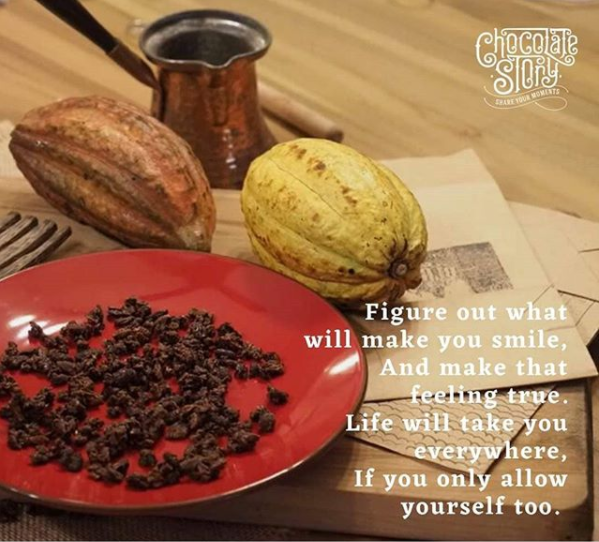 Chocolate
Story.
SHARE YOUR MOMENTS
Figure out what
will make you smile,
And make that
feeling true.
Life will take you
everywhere,
If you only allow
yourself too.